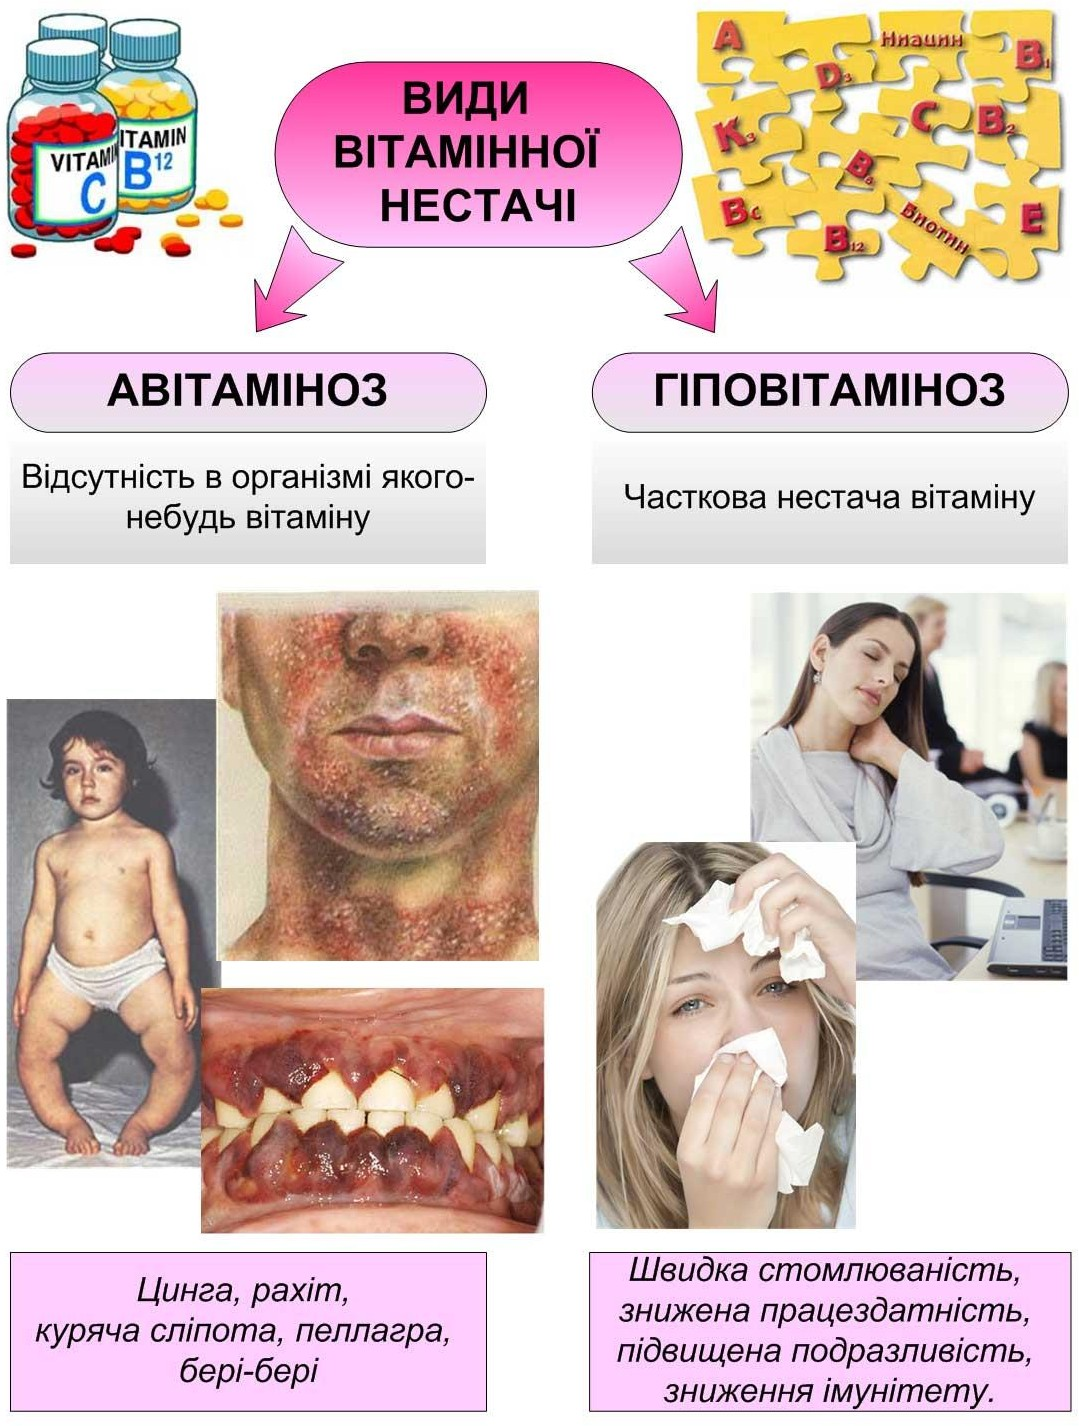 VITAMIN
C
ITAMIN
B12
ВИДИ
ВІТАМІННОЇ
НЕСТАЧІ
A
D3
Ниацин
B1
K3
B6
C
B2
Bc
B12
Биотин
E
АВІТАМІНОЗ
Відсутність в організмі якого-
небудь вітаміну
ГІПОВІТАМІНОЗ
Часткова нестача вітаміну
Цинга, рахіт,
куряча сліпота, пеллагра,
бері-бері
Швидка стомлюваність,
знижена працездатність,
підвищена подразливість,
зниження імунітету.